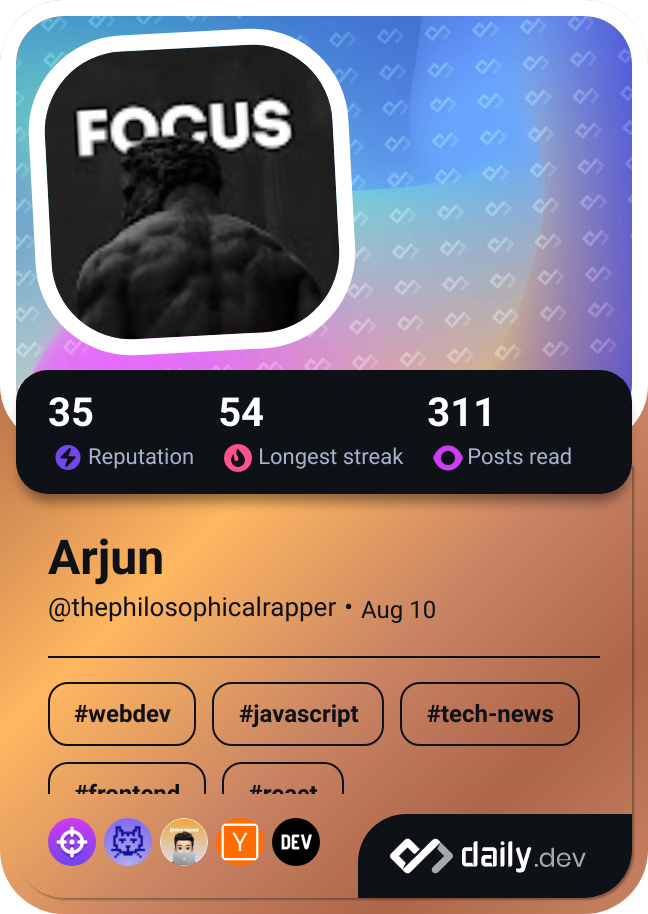 FOCUS
35 54 311
Reputation Longest streak Posts read
Arjun
@thephilosophicalrapper • Aug 10
#webdev #javascript #tech-news
#frontend #react
Y DEV
daily.dev